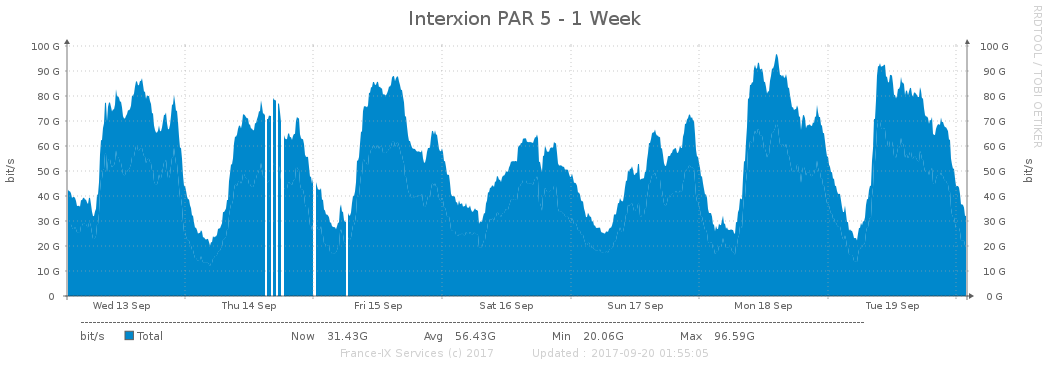 Interxion PAR 5 - 1 Week
RRDTOOL / TOBI OETIKER
bit/s
100 G
90 G
80 G
70 G
60 G
50 G
40 G
30 G
20 G
10 G
0
100 G
90 G
80 G
70 G
60 G
50 G
40 G
30 G
20 G
10 G
0 G
bit/s
Wed 13 Sep Thu 14 Sep Fri 15 Sep Sat 16 Sep Sun 17 Sep Mon 18 Sep Tue 19 Sep
bit/s Total Now 31.43G Avg 56.43G Min 20.06G Max 96.59G
France-IX Services (c) 2017 Updated : 2017-09-20 01:55:05